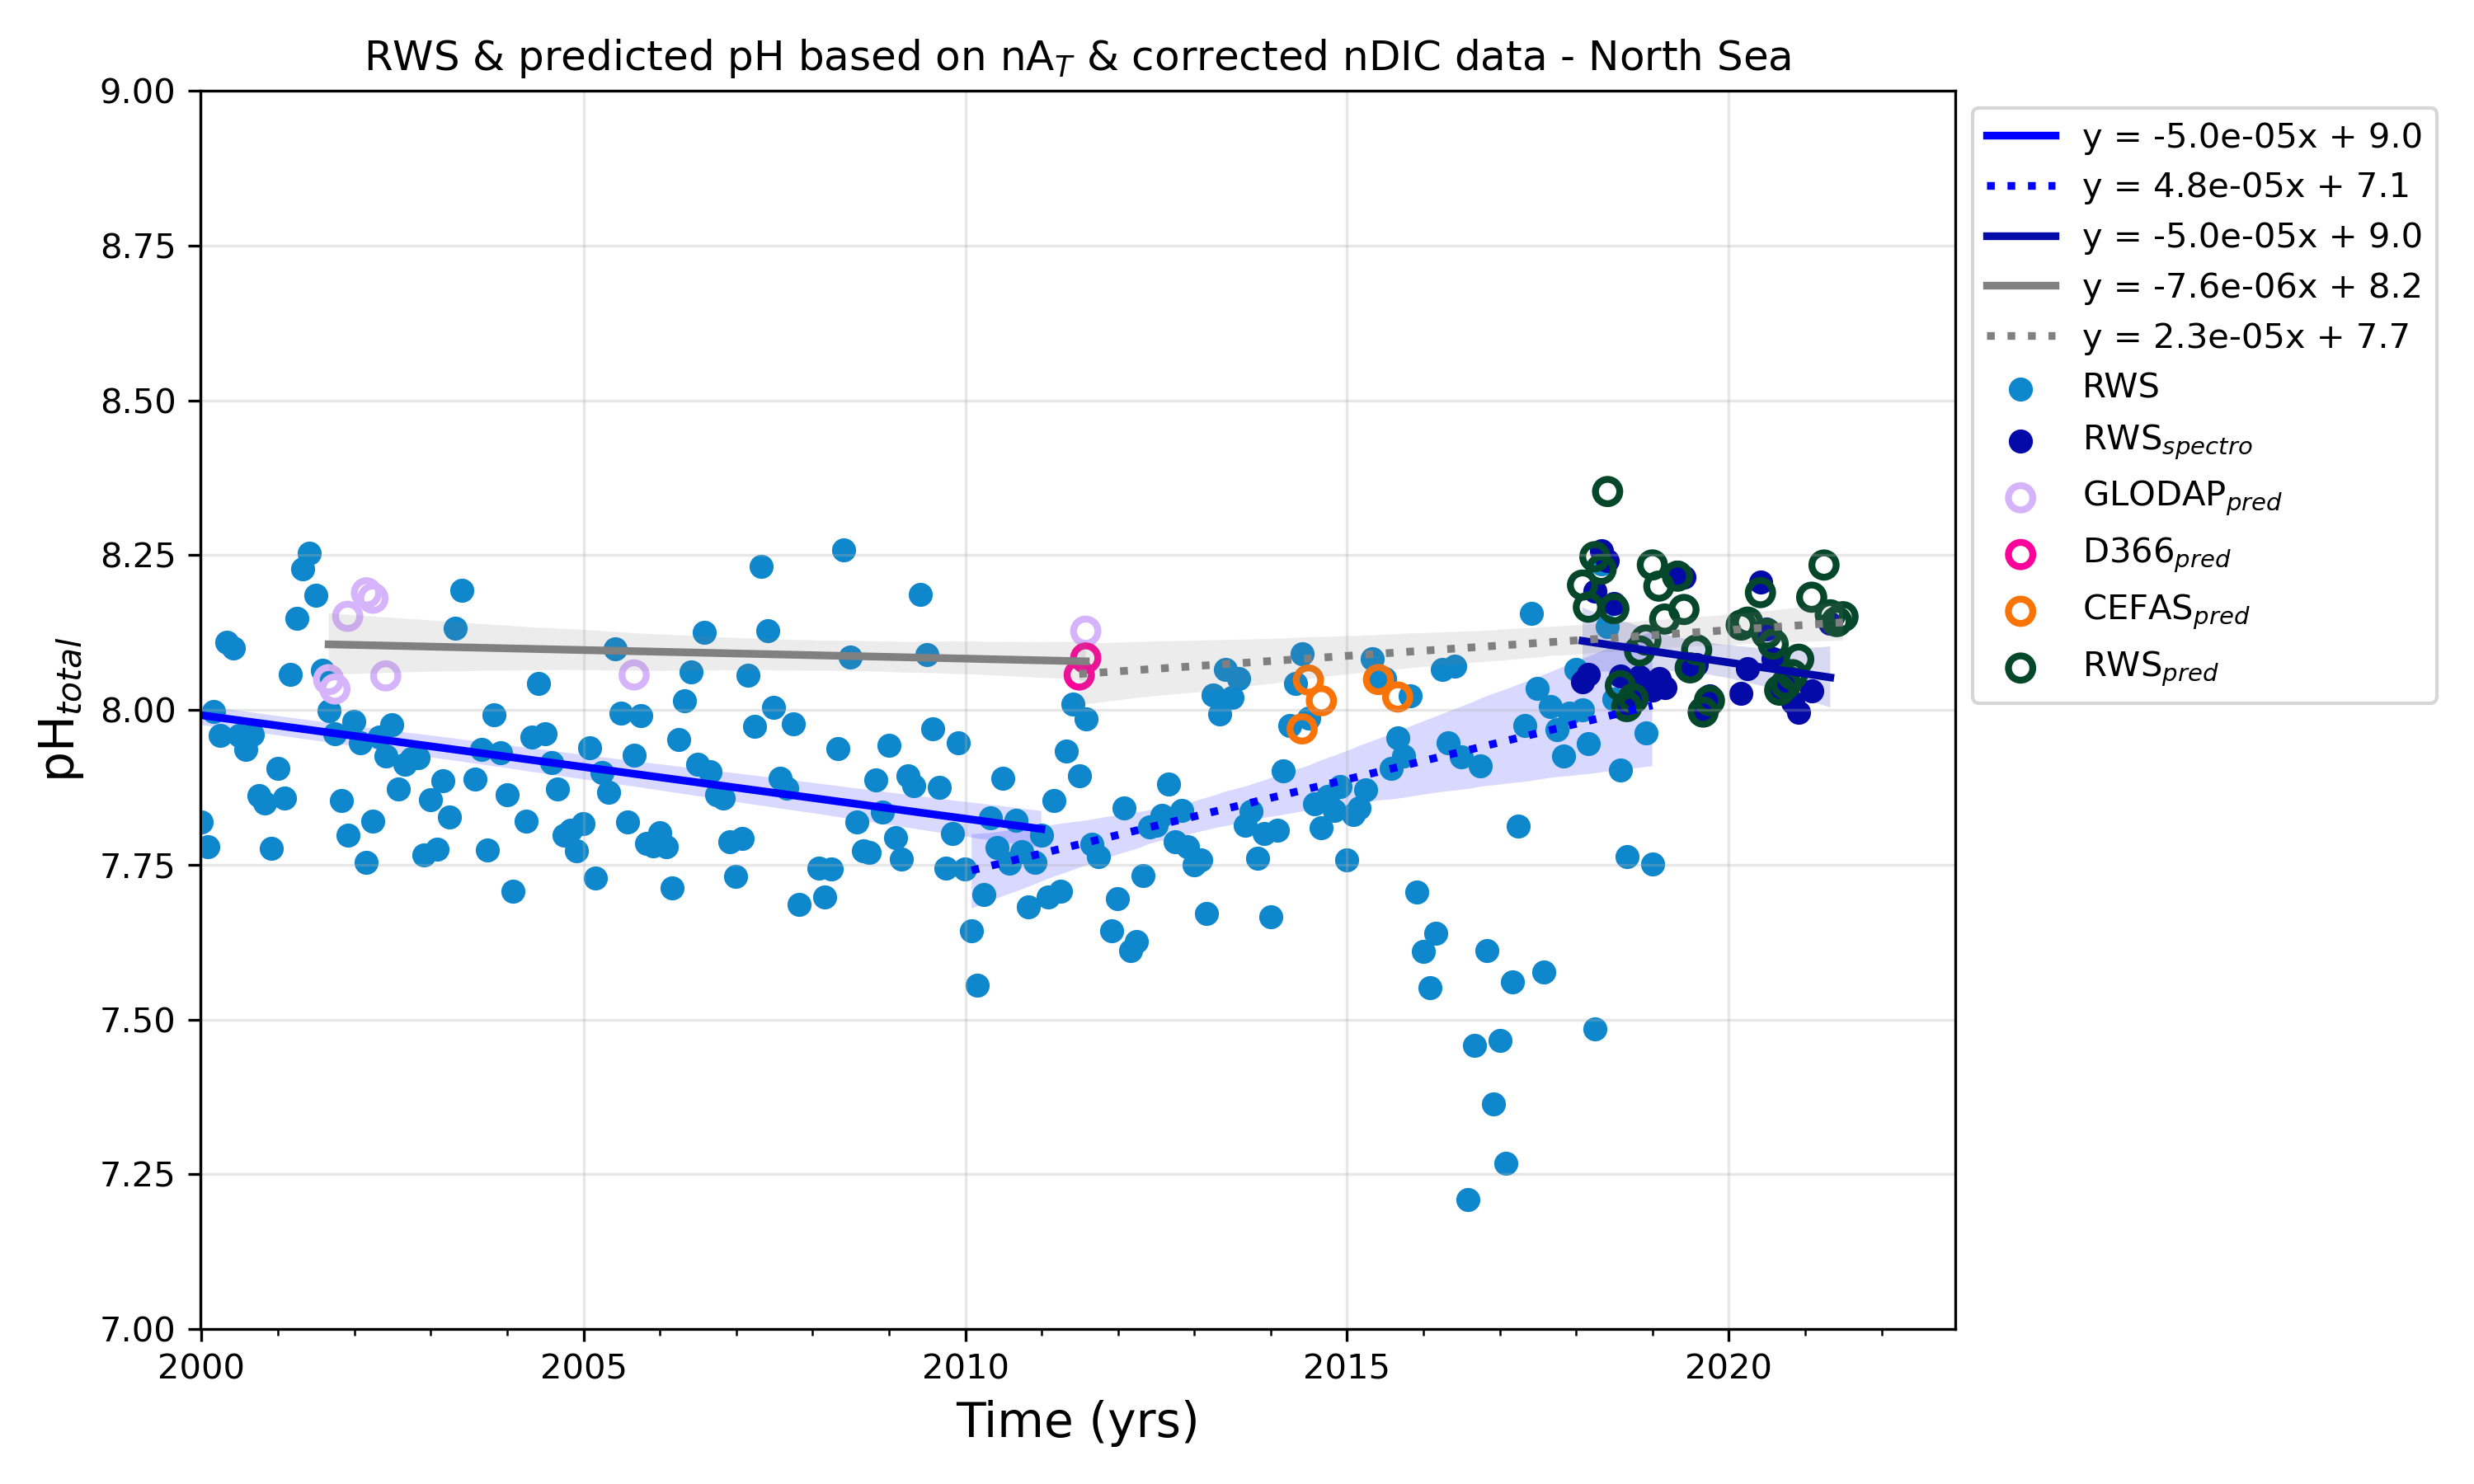 RWS & predicted pH based on nA_T & corrected nDIC data - North Sea
9.00
8.75
8.50
8.25
8.00
7.75
7.50
7.25
7.00
pH_total
2000
2005
2010
2015
2020
Time (yrs)
y = -5.0e-05x + 9.0
y = 4.8e-05x + 7.1
y = -5.0e-05x + 9.0
y = -7.6e-06x + 8.2
y = 2.3e-05x + 7.7
RWS
RWS_spectro
GLODAP_pred
D366_pred
CEFAS_pred
RWS_pred